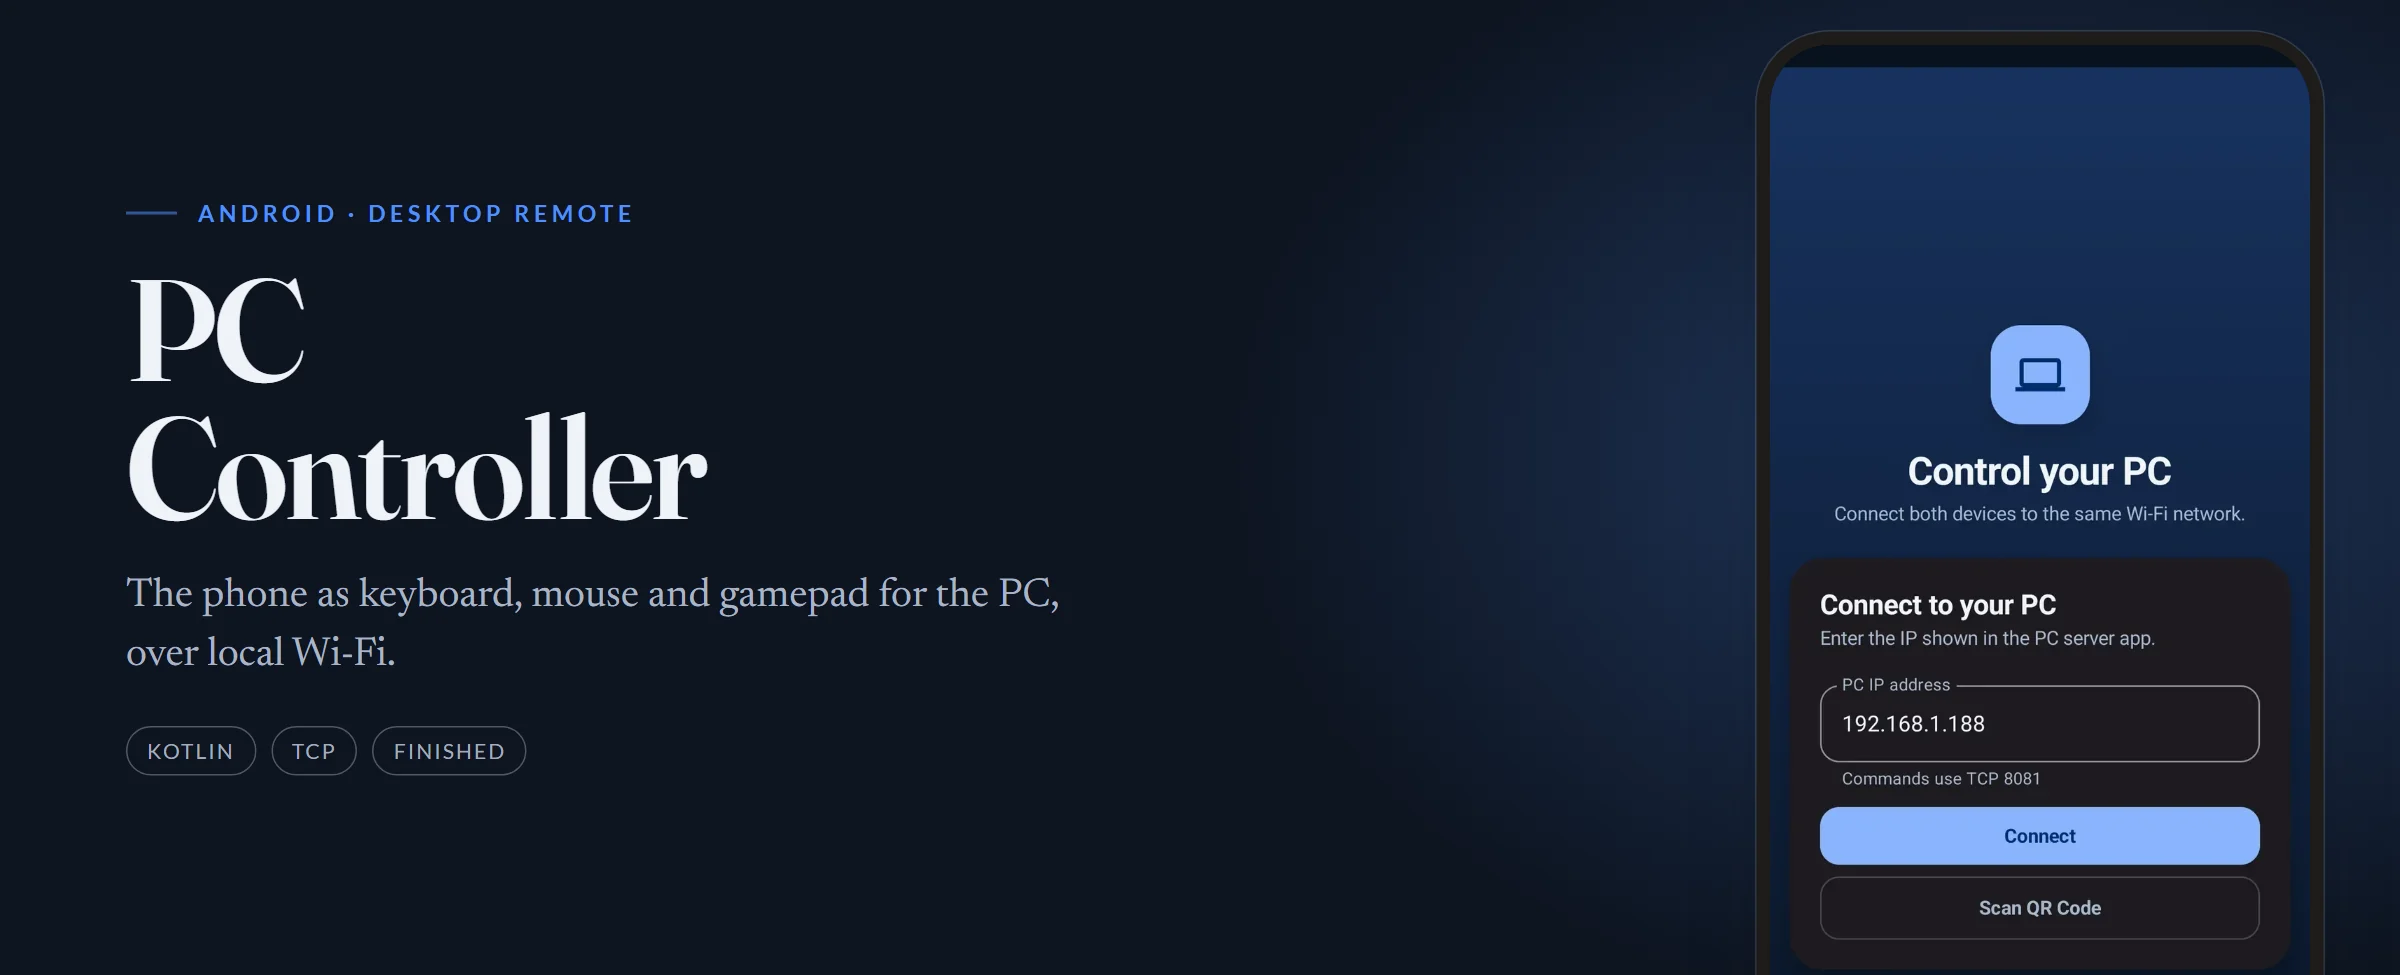 ANDROID · DESKTOP REMOTE
PC
Controller
The phone as keyboard, mouse and gamepad for the PC,
over local Wi-Fi.
KOTLIN
TCP
FINISHED
Control your PC
Connect both devices to the same Wi-Fi network.
Connect to your PC
Enter the IP shown in the PC server app.
PC IP address
192.168.1.188
Commands use TCP 8081
Connect
Scan QR Code